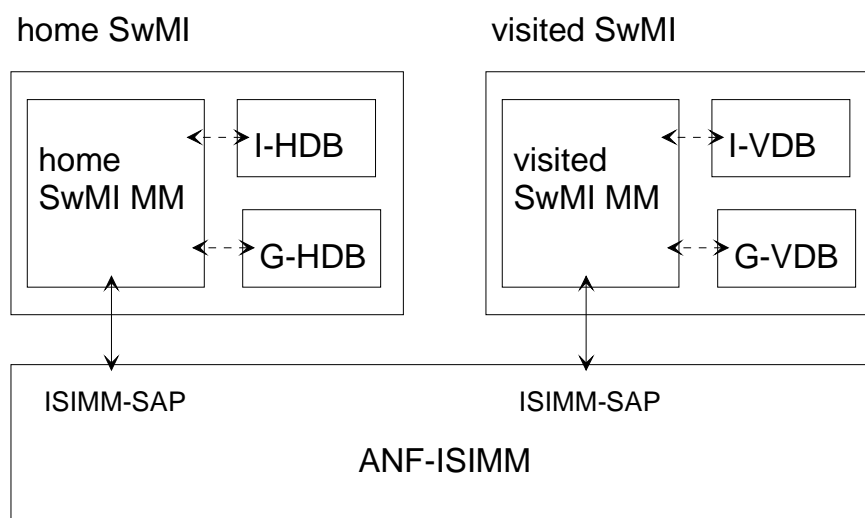 home SwMI
visited SwMI
home
SwMI MM
I-HDB
G-HDB
visited
SwMI MM
I-VDB
G-VDB
ISIMM-SAP
ISIMM-SAP
ANF-ISIMM